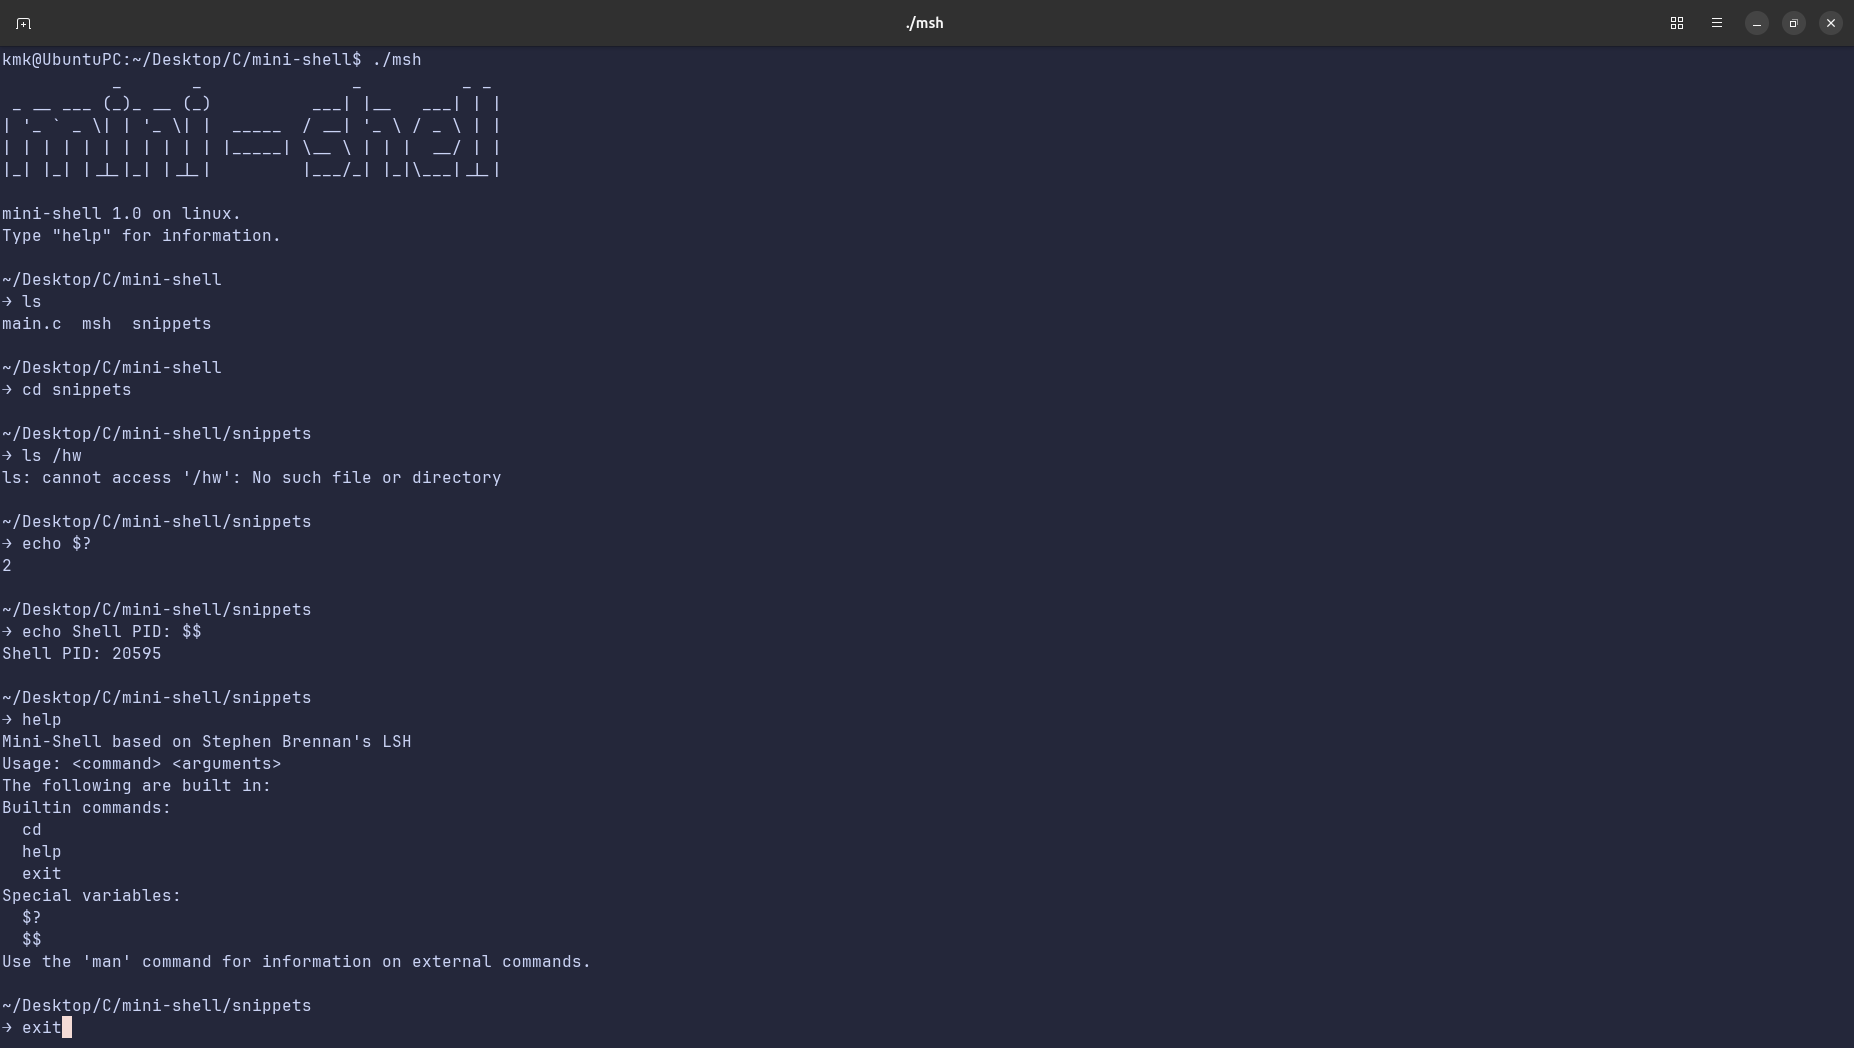 ./msh
kmk@UbuntuPC:~/Desktop/C/mini-shell$ ./msh
           _       _               _          _ _
 _ __ ___ (_)_ __ (_)          ___| |__   ___| | |
| '_ ` _ \| | '_ \| |  _____  / __| '_ \ / _ \ | |
| | | | | | | | | | | |_____| \__ \ | | |  __/ | |
|_| |_| |_|_|_| |_|_|         |___/_| |_|\___|_|_|
mini-shell 1.0 on linux.
Type "help" for information.
~/Desktop/C/mini-shell
→ ls
main.c  msh  snippets
~/Desktop/C/mini-shell
→ cd snippets
~/Desktop/C/mini-shell/snippets
→ ls /hw
ls: cannot access '/hw': No such file or directory
~/Desktop/C/mini-shell/snippets
→ echo $?
2
~/Desktop/C/mini-shell/snippets
→ echo Shell PID: $$
Shell PID: 20595
~/Desktop/C/mini-shell/snippets
→ help
Mini-Shell based on Stephen Brennan's LSH
Usage: <command> <arguments>
The following are built in:
Builtin commands:
  cd
  help
  exit
Special variables:
  $?
  $$
Use the 'man' command for information on external commands.
~/Desktop/C/mini-shell/snippets
→ exit